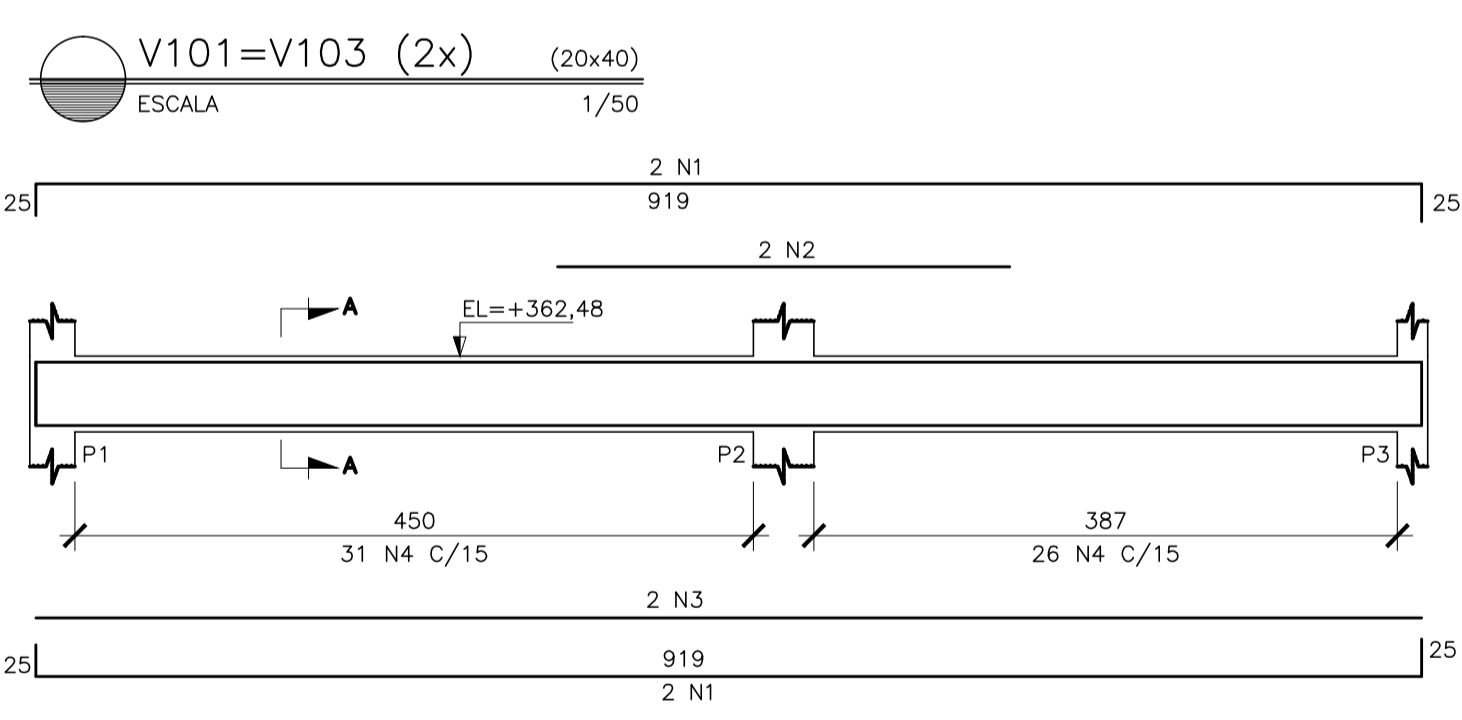 V101=V103 (2x) (20x40)
ESCALA 1/50
2 N1
25 919 25
2 N2
A EL=+362,48
P1 A P2 P3
450 387
31 N4 C/15 26 N4 C/15
2 N3
25 919 25
2 N1